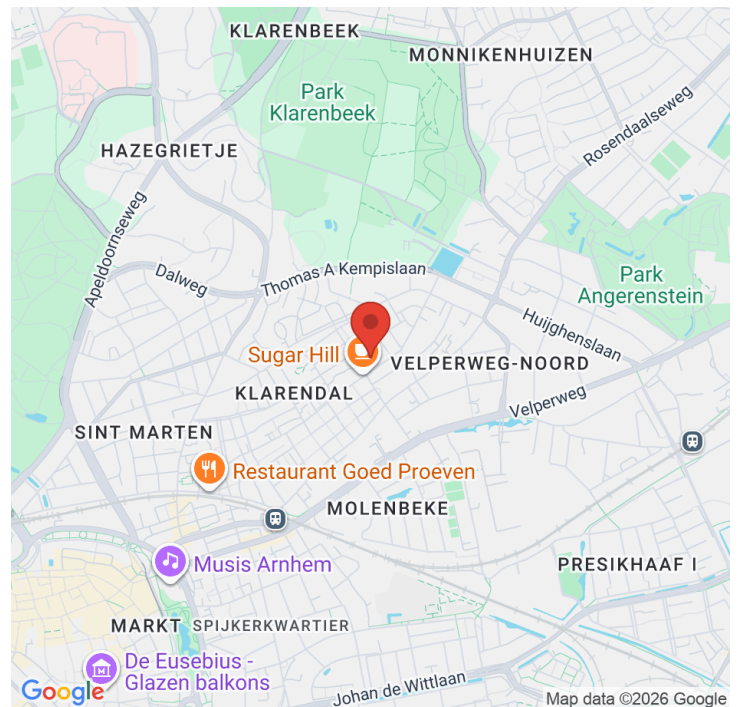 KLARENBEEK
MONNIKENHUIZEN
Park
Klarenbeek
Rosendaalseweg
HAZEGRIETJE
Apeldoornseweg
Dalweg
Thomas A Kempislaan
Park
Angerenstein
Huijghenslaan
Sugar Hill
VELPERWEG-NOORD
KLARENDAL
Velperweg
SINT MARTEN
Restaurant Goed Proeven
MOLENBEKE
Musis Arnhem
PRESIKHAAF I
MARKT
SPIJKERKWARTIER
De Eusebius -
Glazen balkons
Johan de Wittlaan
Google
Map data ©2026 Google